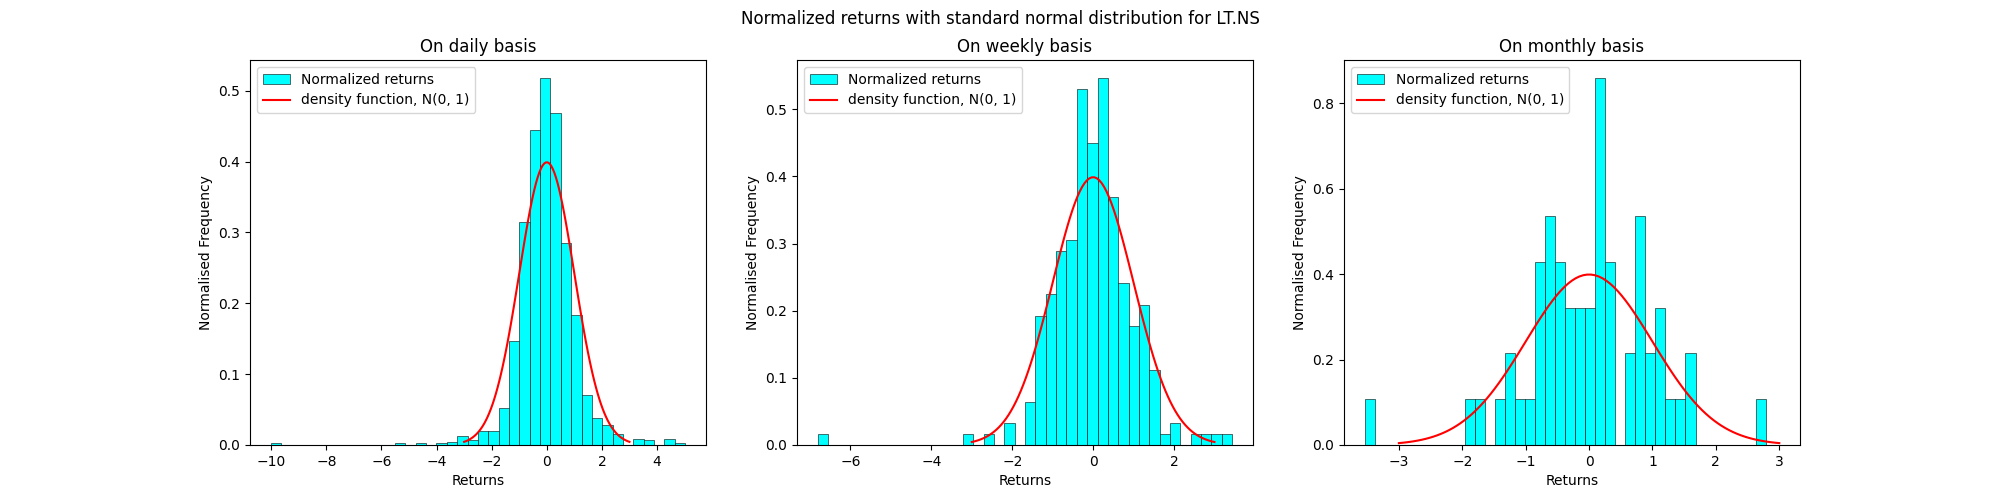 Normalized returns with standard normal distribution for LT.NS
On daily basis
Normalized returns
density function, N(0, 1)
Normalised Frequency
0.5
0.4
0.3
0.2
0.1
0.0
−10
−8
−6
−4
−2
0
2
4
Returns
On weekly basis
Normalized returns
density function, N(0, 1)
Normalised Frequency
0.5
0.4
0.3
0.2
0.1
0.0
−6
−4
−2
0
2
Returns
On monthly basis
Normalized returns
density function, N(0, 1)
Normalised Frequency
0.8
0.6
0.4
0.2
0.0
−3
−2
−1
0
1
2
3
Returns